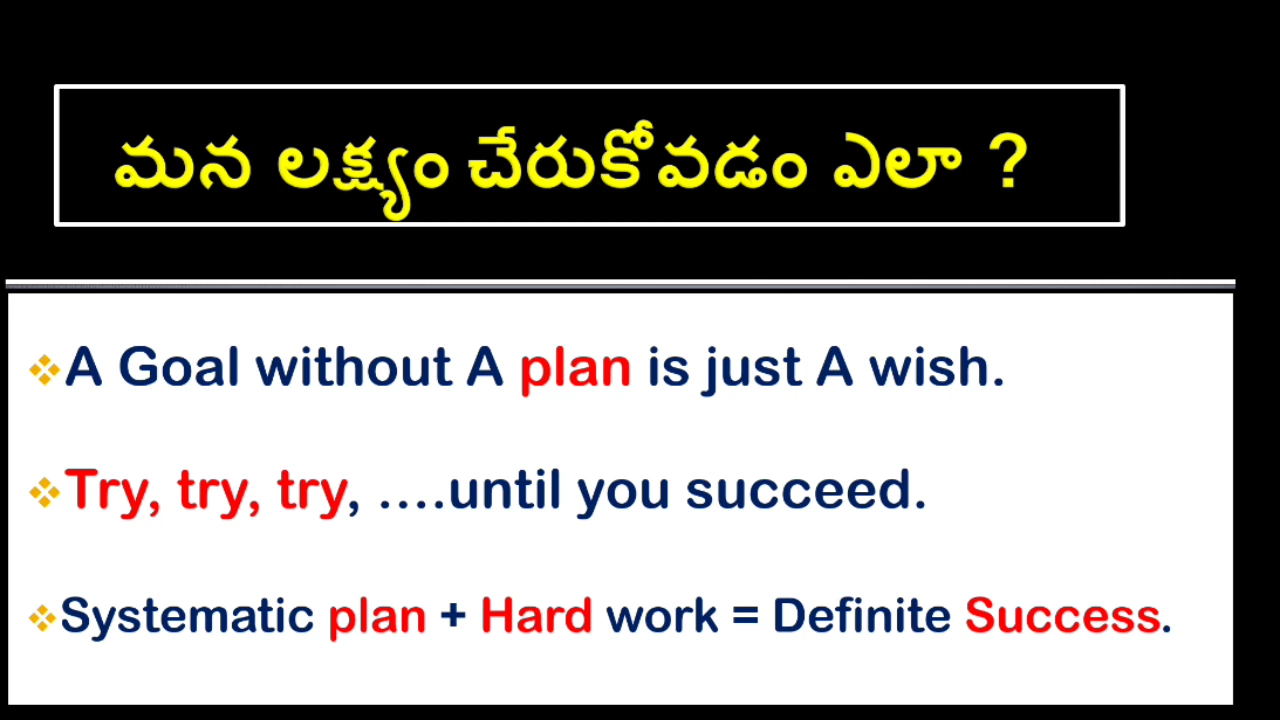 మన లక్ష్యం చేరుకోవడం ఎలా ?
❖A Goal without A plan is just A wish.
❖Try, try, try, ....until you succeed.
❖Systematic plan + Hard work = Definite Success.